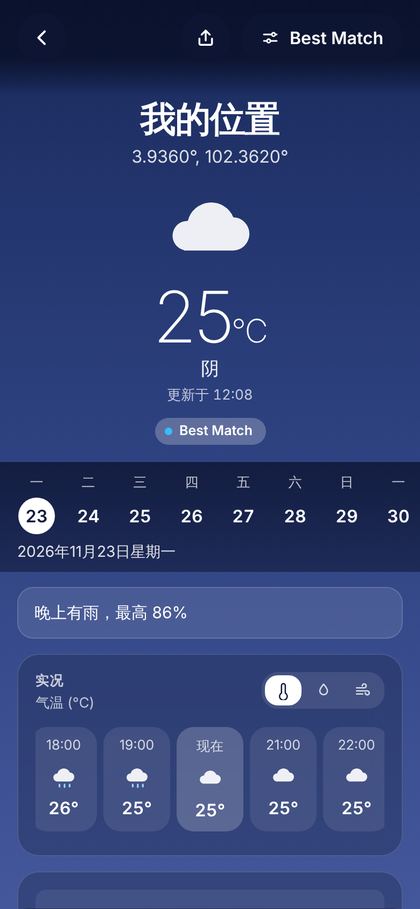 Best Match
我的位置
3.9360°, 102.3620°
25°C
阴
更新于 12:08
Best Match
一 二 三 四 五 六 日 一
23 24 25 26 27 28 29 30
2026年11月23日星期一
晚上有雨，最高 86%
实况
气温 (°C)
18:00 19:00 现在 21:00 22:00
26° 25° 25° 25° 25°